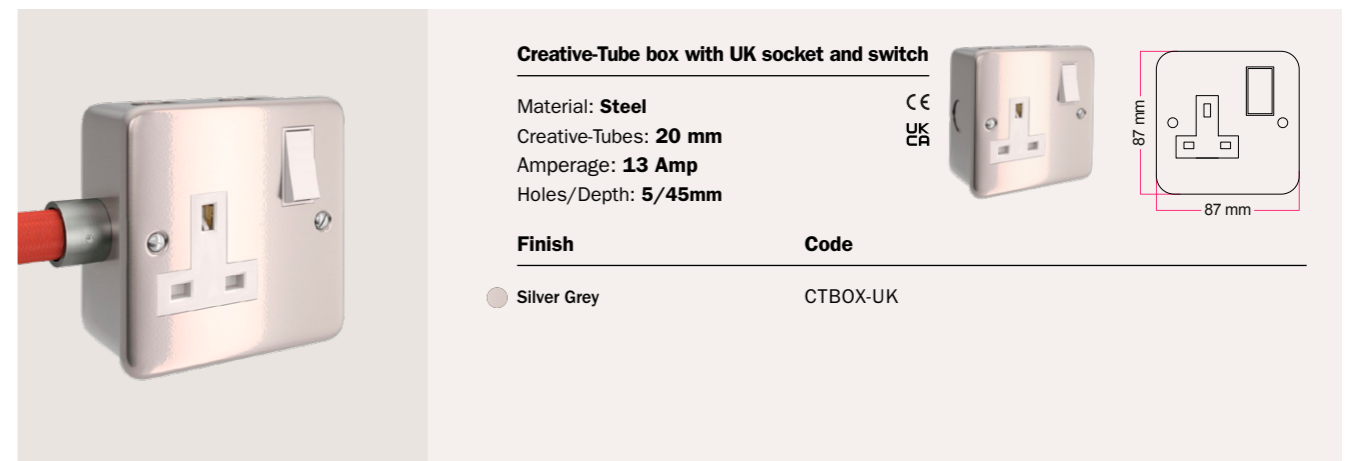 Creative-Tube box with UK socket and switch
Material: Steel
Creative-Tubes: 20 mm
Amperage: 13 Amp
Holes/Depth: 5/45mm
CE
UK
CA
87 mm
87 mm
Finish Code
Silver Grey CTBOX-UK